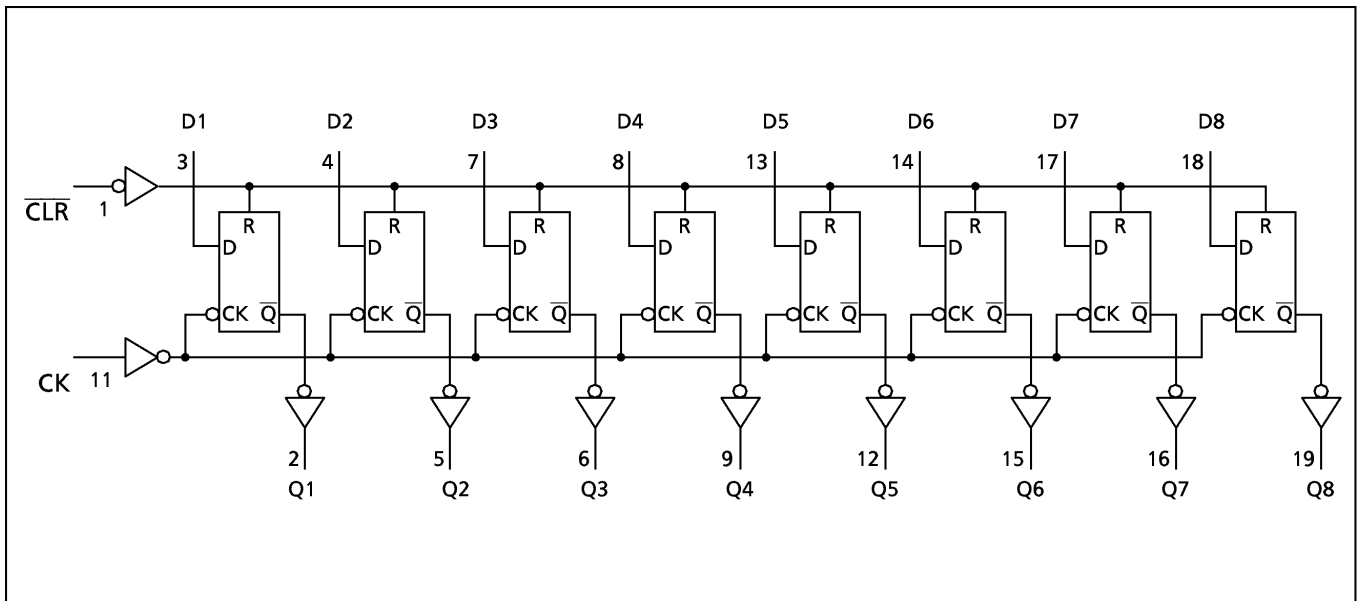 D1 D2 D3 D4 D5 D6 D7 D8
3 4 7 8 13 14 17 18
C̅L̅R̅ 1
R R R R R R R R
D D D D D D D D
CK Q̅ CK Q̅ CK Q̅ CK Q̅ CK Q̅ CK Q̅ CK Q̅ CK Q̅
CK 11
2 5 6 9 12 15 16 19
Q1 Q2 Q3 Q4 Q5 Q6 Q7 Q8